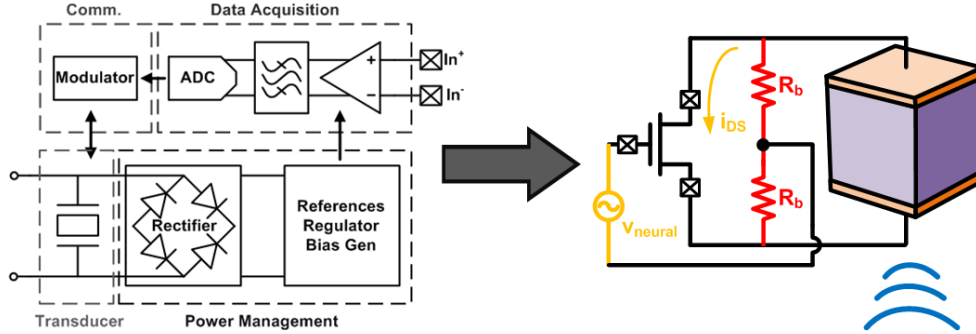 Comm.
Data Acquisition
Modulator
ADC
+
In+
−
In-
Rectifier
References
Regulator
Bias Gen
Transducer
Power Management
Rb
iDS
Rb
vneural